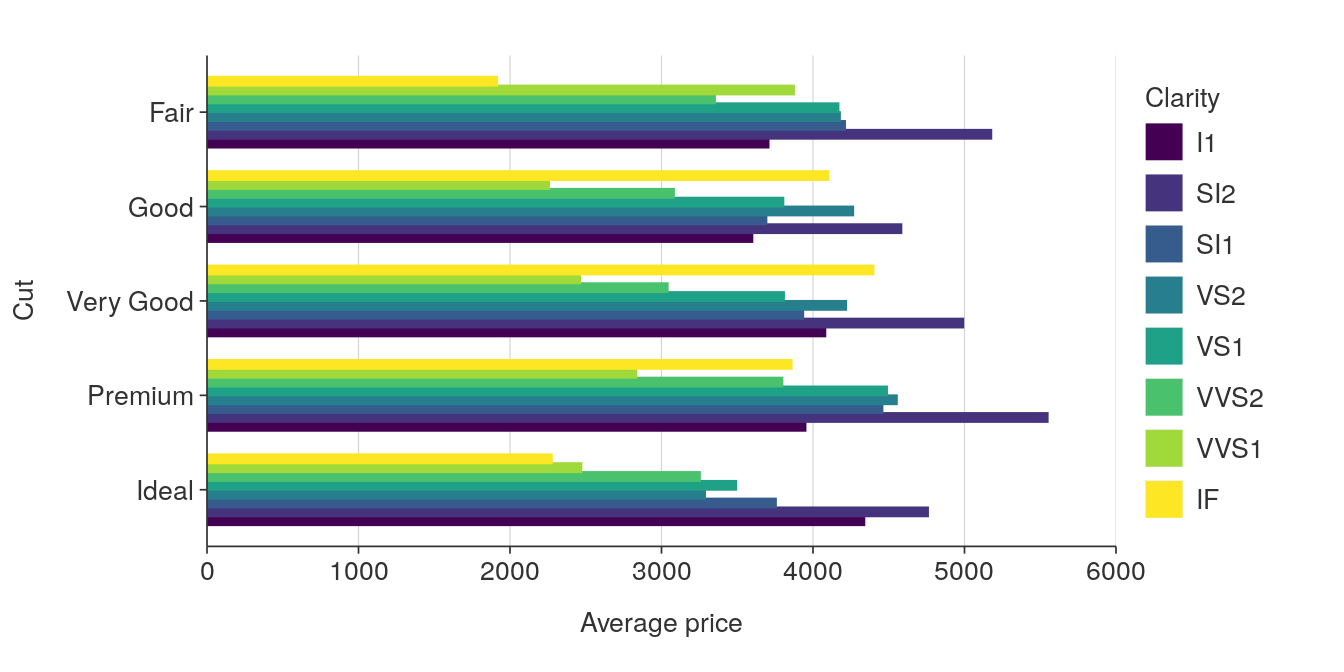 Fair
Good
Very Good
Premium
Ideal
Cut
0 1000 2000 3000 4000 5000 6000
Average price
Clarity
I1
SI2
SI1
VS2
VS1
VVS2
VVS1
IF